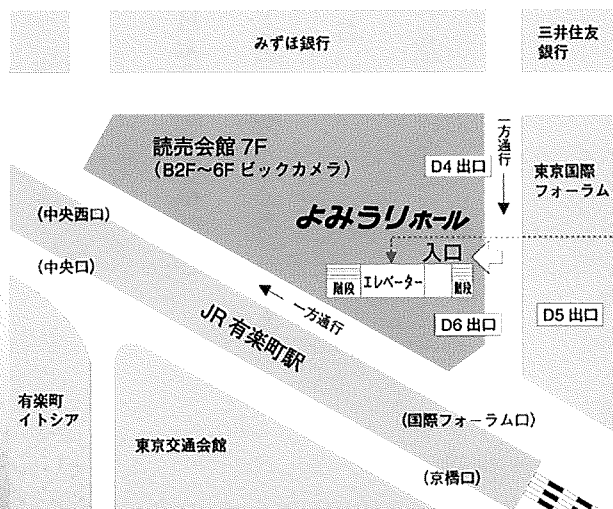 みずほ銀行
三井住友
銀行
読売会館 7F
(B2F～6F ビックカメラ)
D4 出口
一方通行
東京国際
フォーラム
よみうりホール
入口
階段
エレベーター
階段
D6 出口
D5 出口
(中央西口)
(中央口)
一方通行
JR 有楽町駅
有楽町
イトシア
東京交通会館
(国際フォーラム口)
(京橋口)